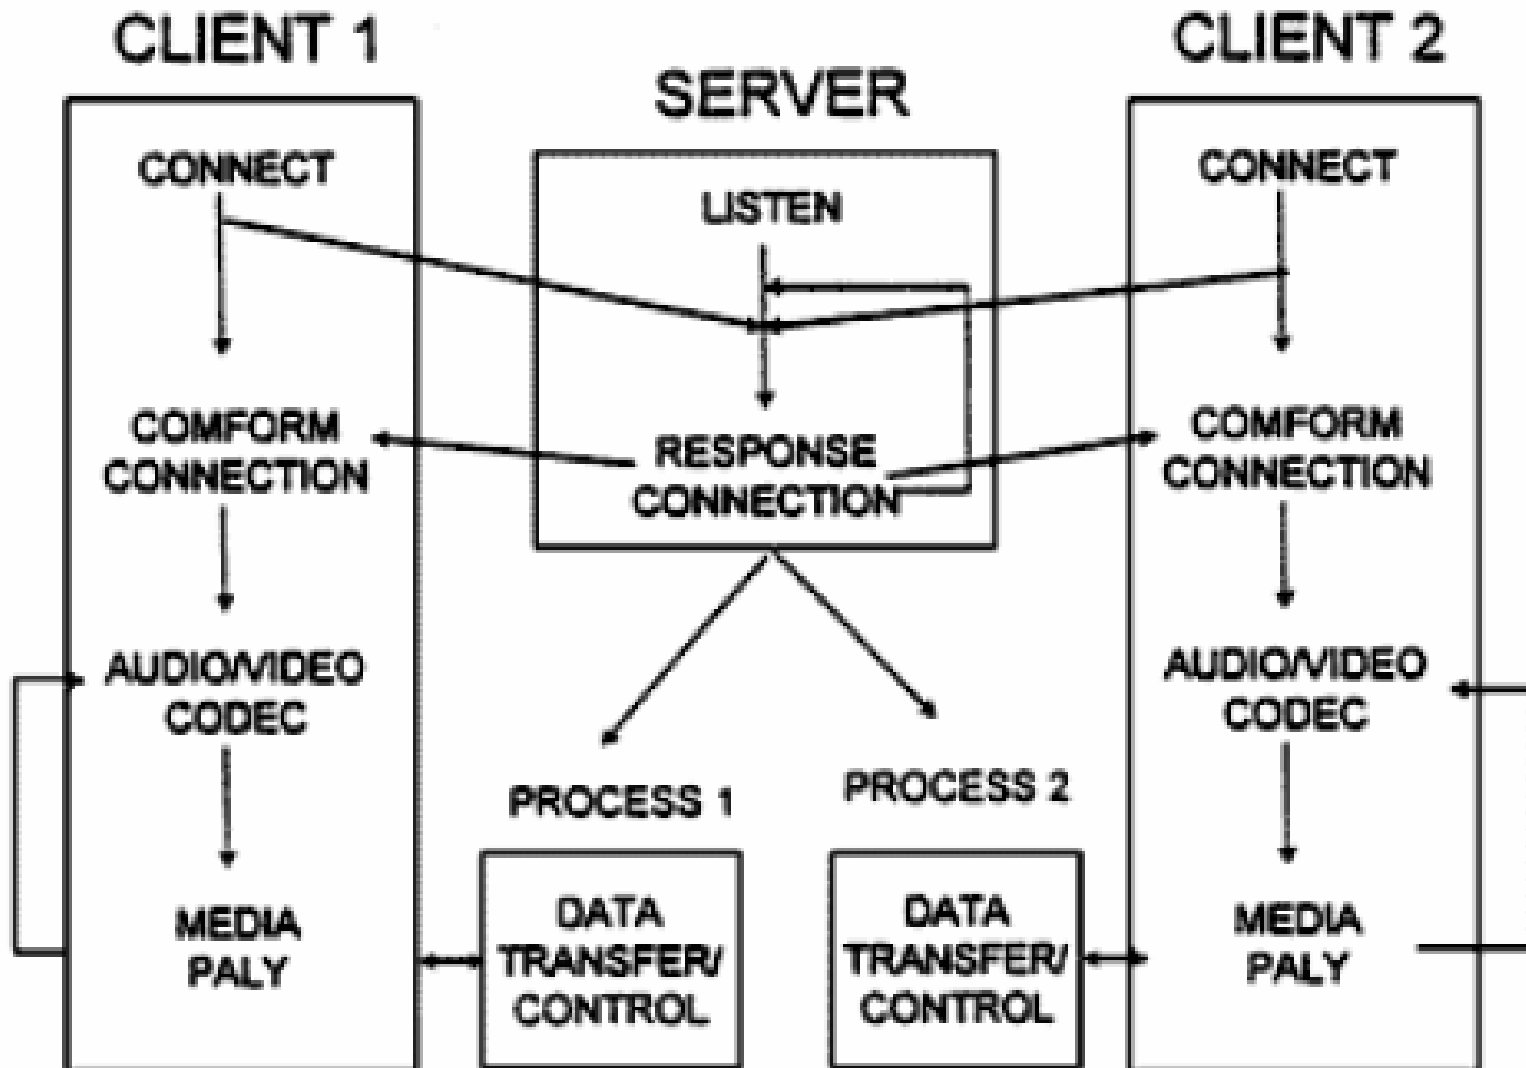 CLIENT 1
CONNECT
COMFORM
CONNECTION
AUDIO/VIDEO
CODEC
MEDIA
PALY
SERVER
LISTEN
RESPONSE
CONNECTION
PROCESS 1
DATA
TRANSFER/
CONTROL
PROCESS 2
DATA
TRANSFER/
CONTROL
CLIENT 2
CONNECT
COMFORM
CONNECTION
AUDIO/VIDEO
CODEC
MEDIA
PALY